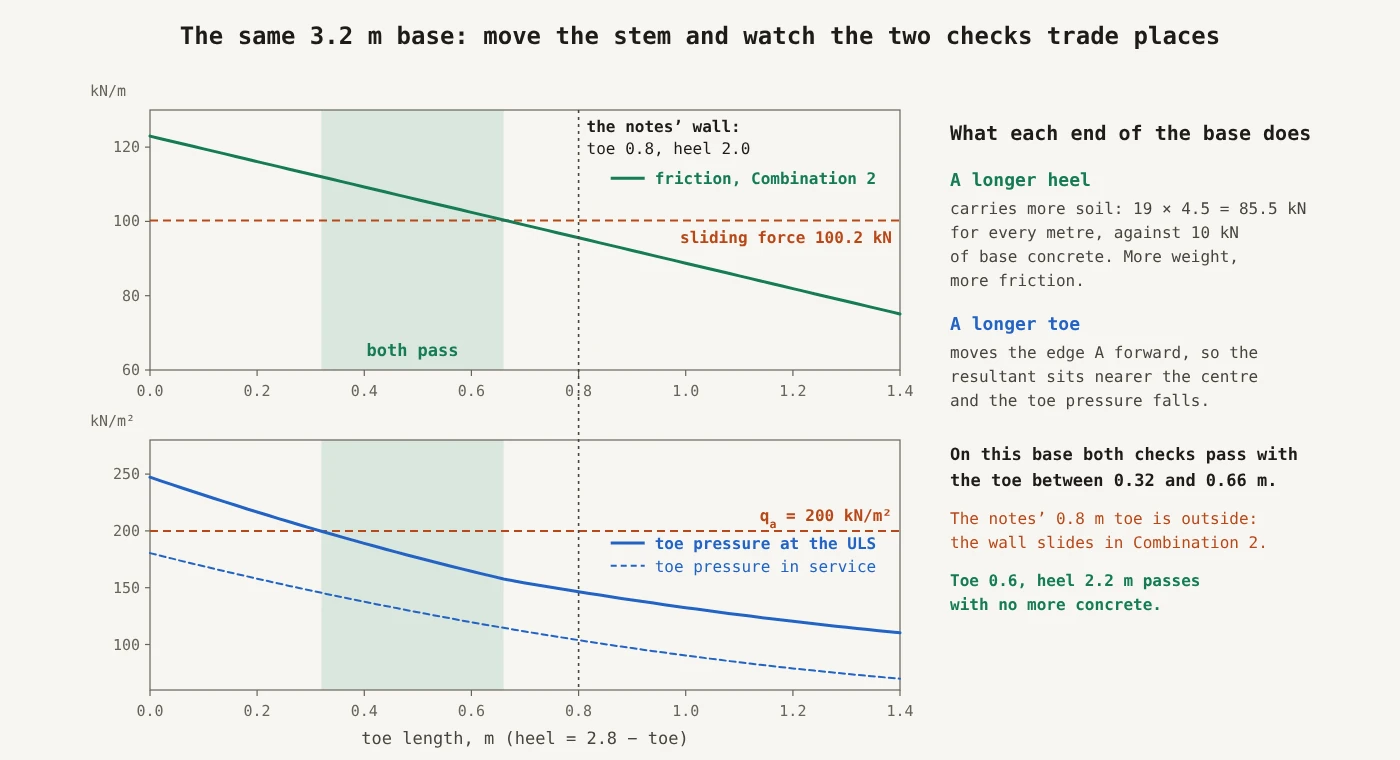 The same 3.2 m base: move the stem and watch the two checks trade places
kN/m
120
100
80
60
the notes’ wall:
toe 0.8, heel 2.0
friction, Combination 2
sliding force 100.2 kN
both pass
0.0 0.2 0.4 0.6 0.8 1.0 1.2 1.4
kN/m²
250
200
150
100
qₐ = 200 kN/m²
toe pressure at the ULS
toe pressure in service
0.0 0.2 0.4 0.6 0.8 1.0 1.2 1.4
toe length, m (heel = 2.8 − toe)
What each end of the base does
A longer heel
carries more soil: 19 × 4.5 = 85.5 kN
for every metre, against 10 kN
of base concrete. More weight,
more friction.
A longer toe
moves the edge A forward, so the
resultant sits nearer the centre
and the toe pressure falls.
On this base both checks pass with
the toe between 0.32 and 0.66 m.
The notes’ 0.8 m toe is outside:
the wall slides in Combination 2.
Toe 0.6, heel 2.2 m passes
with no more concrete.